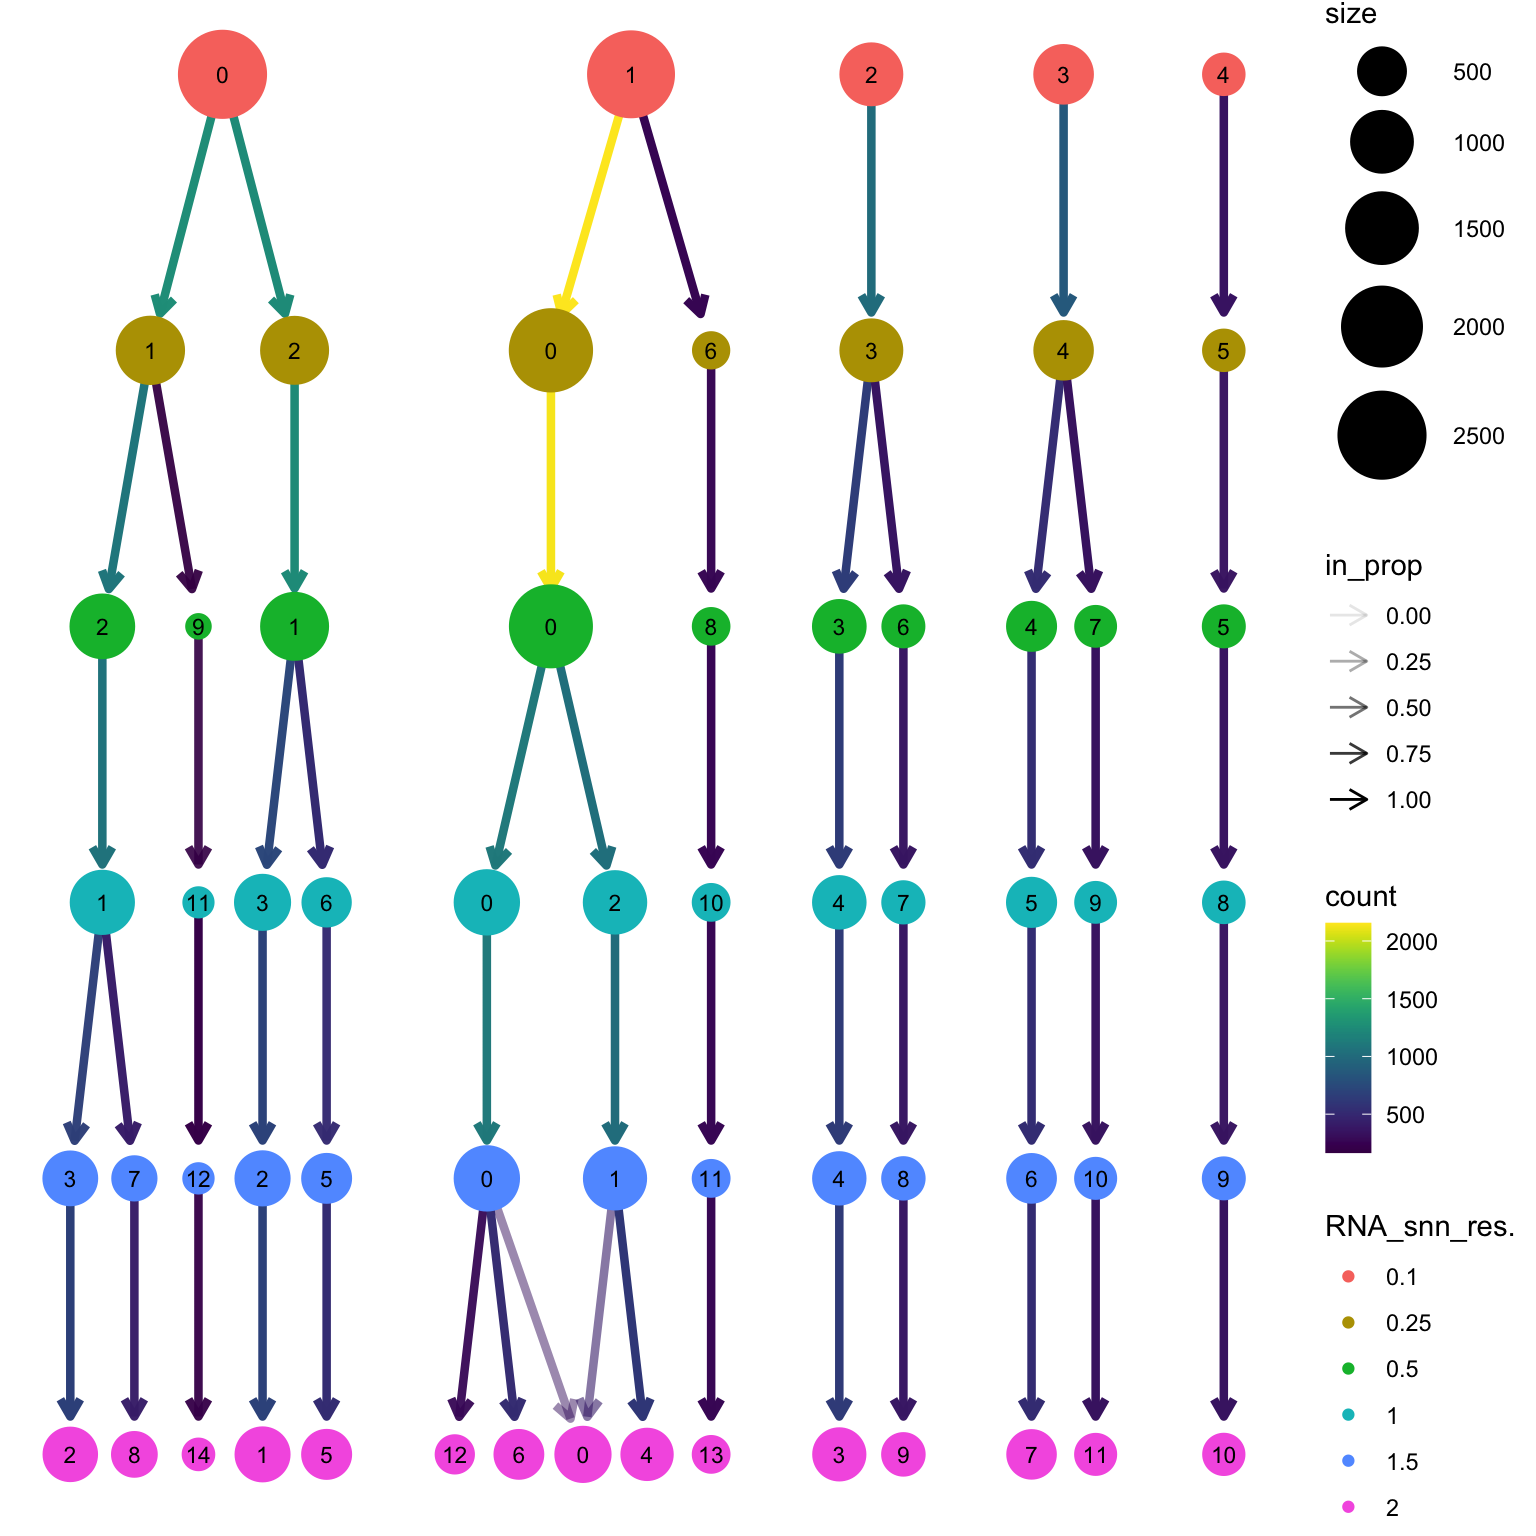 0 1 2 3 4
1 2 0 6 3 4 5
2 9 1 0 8 3 6 4 7 5
1 11 3 6 0 2 10 4 7 5 9 8
3 7 12 2 5 0 1 11 4 8 6 10 9
2 8 14 1 5 12 6 0 4 13 3 9 7 11 10
size
500
1000
1500
2000
2500
in_prop
0.00
0.25
0.50
0.75
1.00
count
2000
1500
1000
500
RNA_snn_res.
0.1
0.25
0.5
1
1.5
2